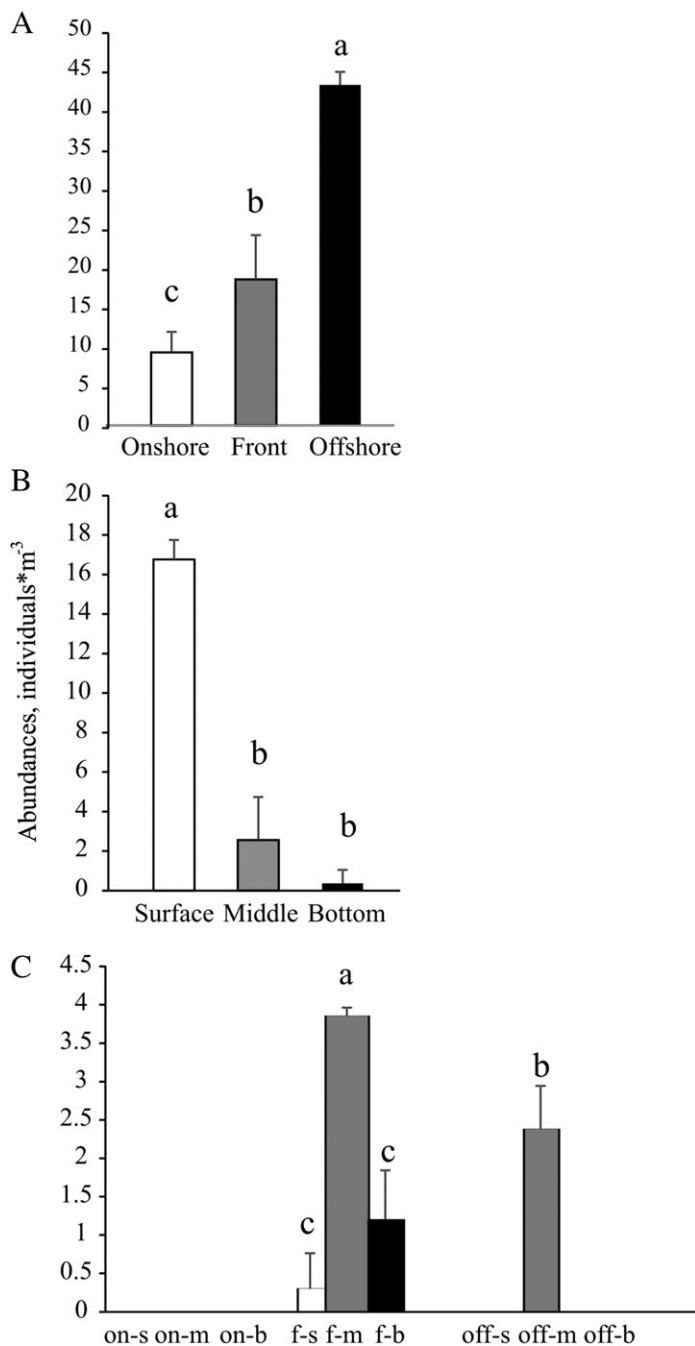 A
50
45
40
35
30
25
20
15
10
5
0
a
b
c
Onshore Front Offshore
B
Abundances, individuals*m-3
20
18
16
14
12
10
8
6
4
2
0
a
b
b
Surface Middle Bottom
C
4.5
4
3.5
3
2.5
2
1.5
1
0.5
0
a
b
c
c
on-s on-m on-b f-s f-m f-b off-s off-m off-b